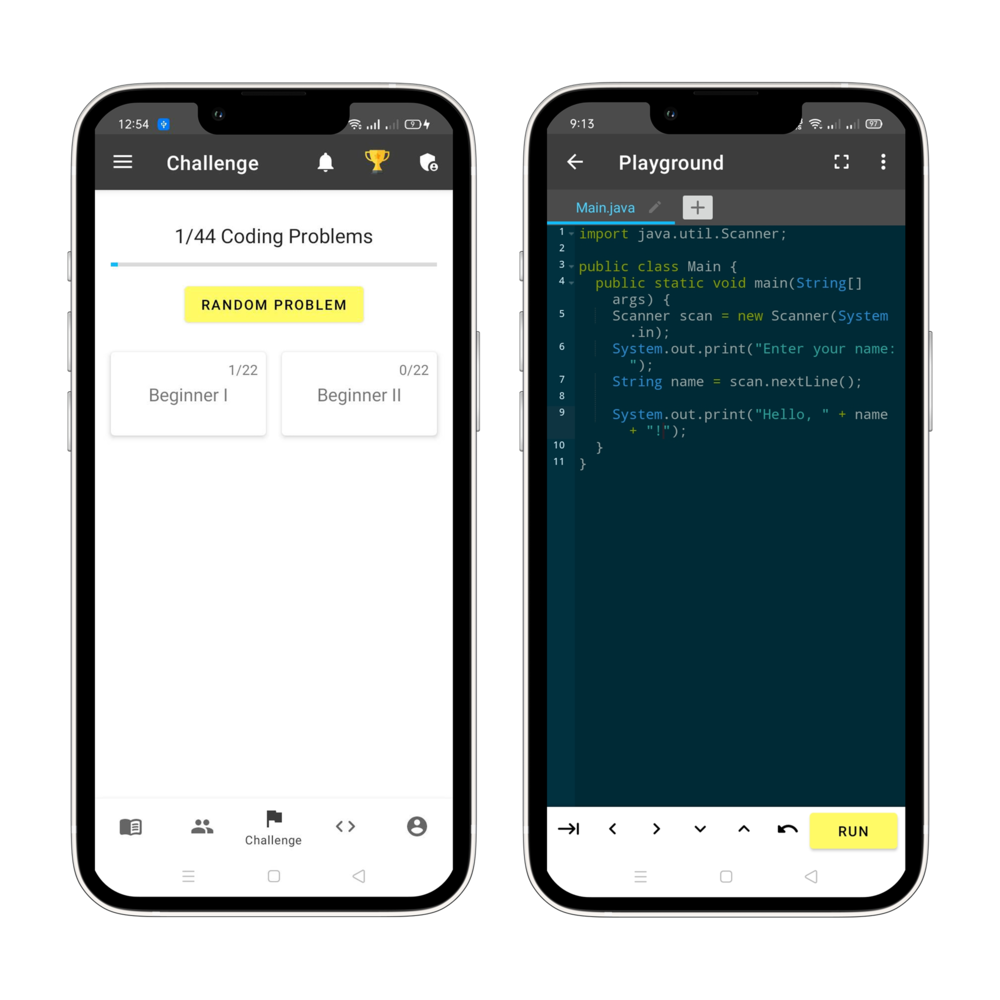 12:54
9
Challenge
1/44 Coding Problems
RANDOM PROBLEM
1/22
Beginner I
0/22
Beginner II
Challenge
9:13
97
Playground
Main.java
1 import java.util.Scanner;
2
3 public class Main {
4 public static void main(String[]
args) {
5 Scanner scan = new Scanner(System
.in);
6 System.out.print("Enter your name:
");
7 String name = scan.nextLine();
8
9 System.out.print("Hello, " + name
+ "!");
10 }
11 }
RUN